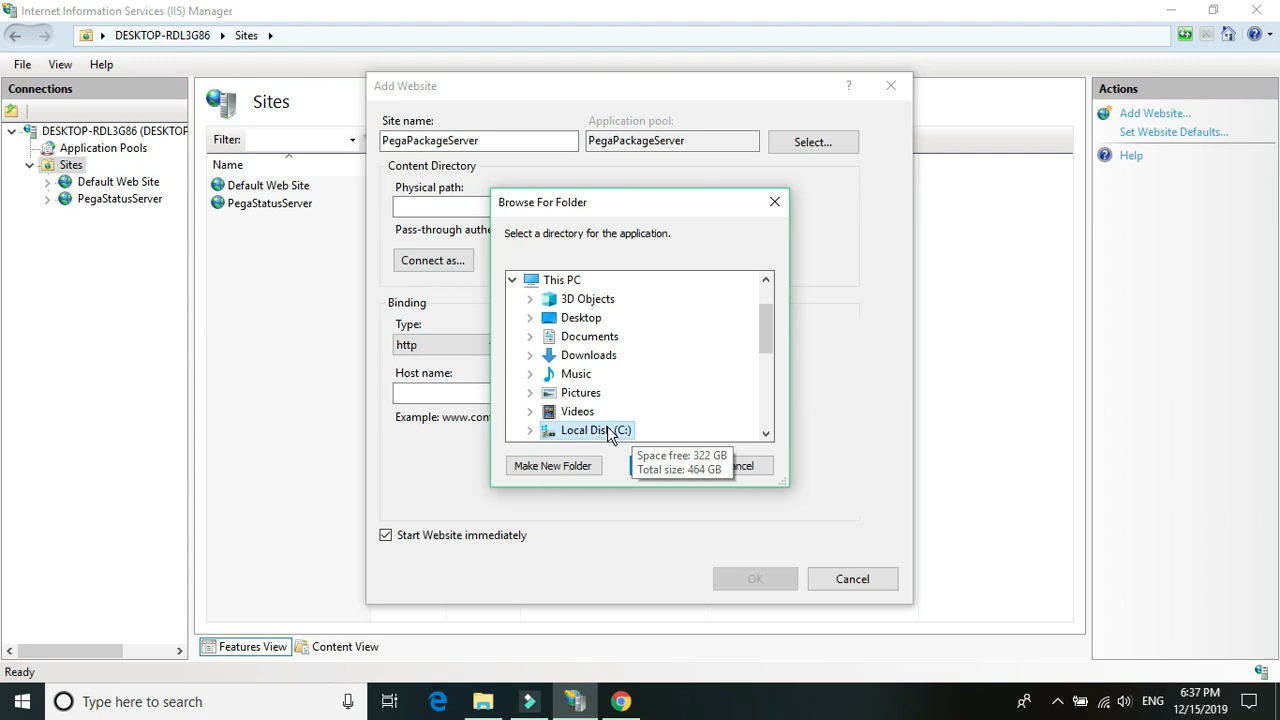 Internet Information Services (IIS) Manager
DESKTOP-RDL3G86
Sites
File
View
Help
Connections
DESKTOP-RDL3G86 (DESKTOP
Application Pools
Sites
Default Web Site
PegaStatusServer
Sites
Filter:
Name
Default Web Site
PegaStatusServer
Features View
Content View
Add Website
?
Site name:
Application pool:
PegaPackageServer
PegaPackageServer
Select...
Content Directory
Physical path:
Pass-through authe
Connect as...
Binding
Type:
http
Host name:
Example: www.con
Start Website immediately
OK
Cancel
Browse For Folder
Select a directory for the application.
This PC
3D Objects
Desktop
Documents
Downloads
Music
Pictures
Videos
Local Disk (C:)
Space free: 322 GB
Total size: 464 GB
Make New Folder
ancel
Actions
Add Website...
Set Website Defaults...
Help
Ready
Type here to search
ENG
6:37 PM
12/15/2019